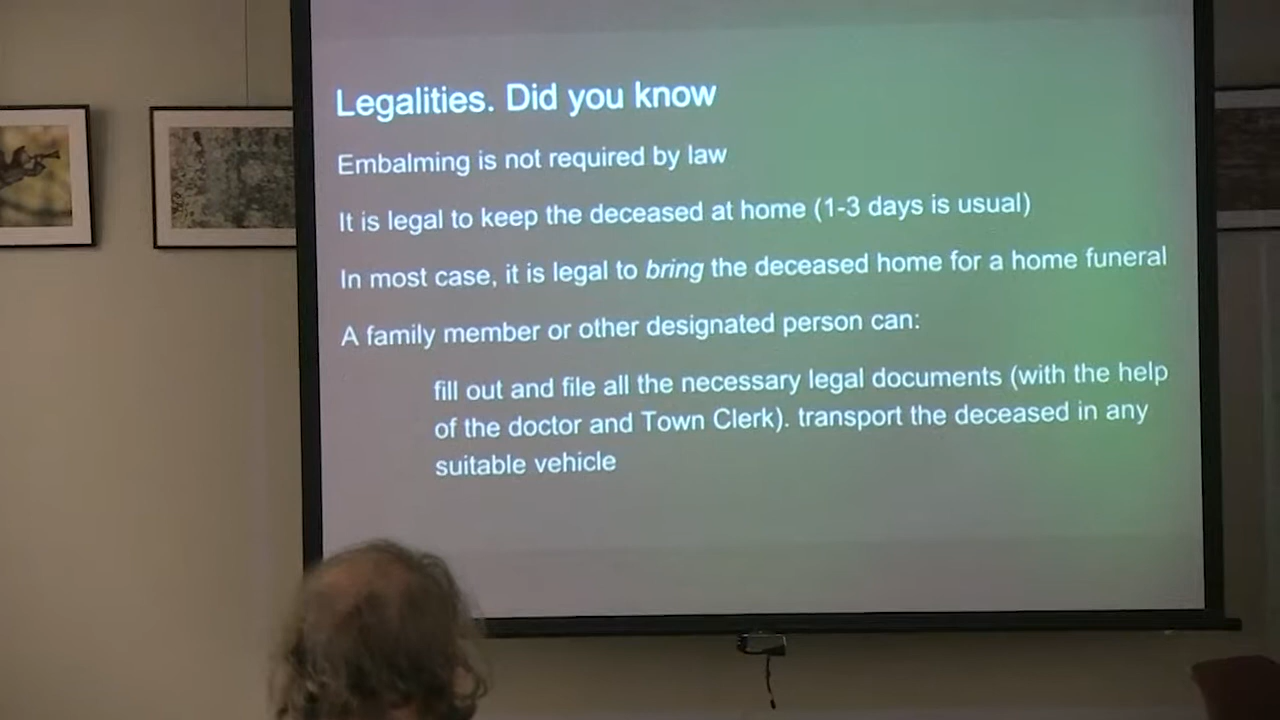 Legalities. Did you know
Embalming is not required by law
It is legal to keep the deceased at home (1-3 days is usual)
In most case, it is legal to bring the deceased home for a home funeral
A family member or other designated person can:
fill out and file all the necessary legal documents (with the help
of the doctor and Town Clerk). transport the deceased in any
suitable vehicle